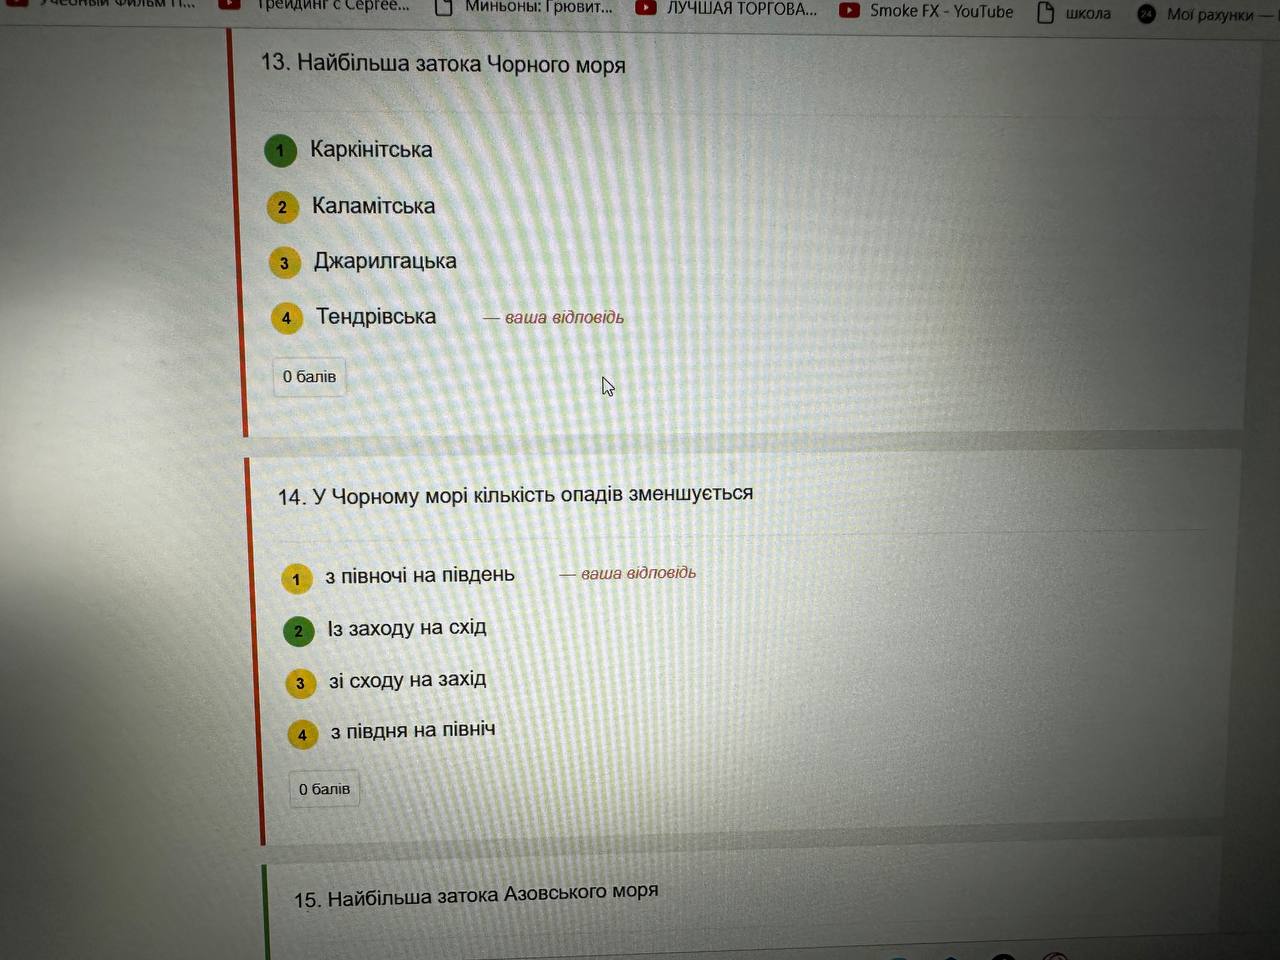 Учебный Фильм П...
Трейдинг с Сергее...
Миньоны: Грювит...
ЛУЧШАЯ ТОРГОВА...
Smoke FX - YouTube
школа
24
Мої рахунки —
13. Найбільша затока Чорного моря
1 Каркінітська
2 Каламітська
3 Джарилгацька
4 Тендрівська — ваша відповідь
0 балів
14. У Чорному морі кількість опадів зменшується
1 з півночі на південь — ваша відповідь
2 Із заходу на схід
3 зі сходу на захід
4 з півдня на північ
0 балів
15. Найбільша затока Азовського моря